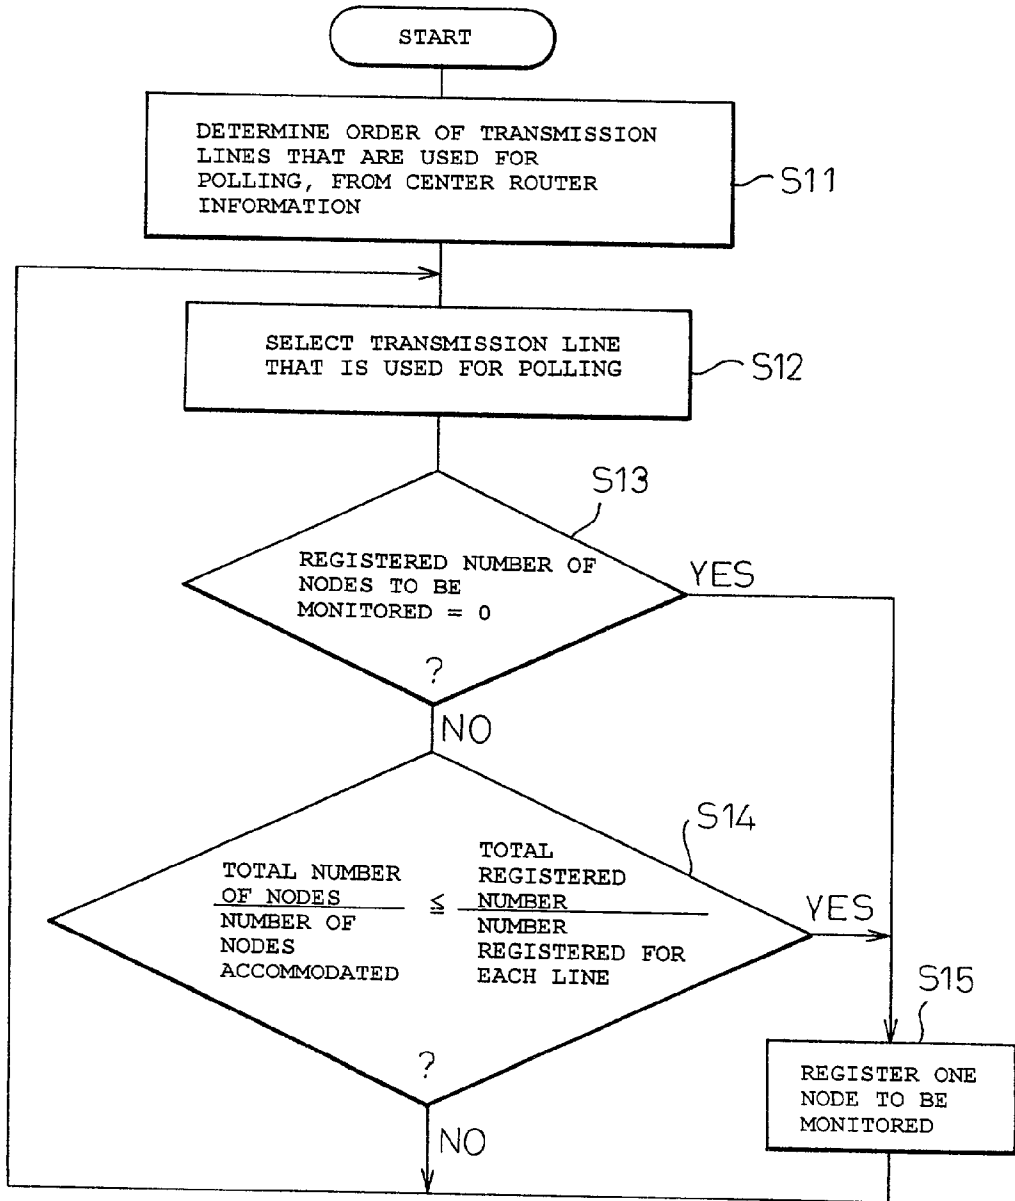 START
DETERMINE ORDER OF TRANSMISSION
LINES THAT ARE USED FOR
POLLING, FROM CENTER ROUTER
INFORMATION
S11
SELECT TRANSMISSION LINE
THAT IS USED FOR POLLING
S12
S13
REGISTERED NUMBER OF
NODES TO BE
MONITORED = 0
?
YES
NO
S14
TOTAL NUMBER
OF NODES
NUMBER OF
NODES
ACCOMMODATED
≦
TOTAL
REGISTERED
NUMBER
NUMBER
REGISTERED FOR
EACH LINE
?
YES
NO
S15
REGISTER ONE
NODE TO BE
MONITORED